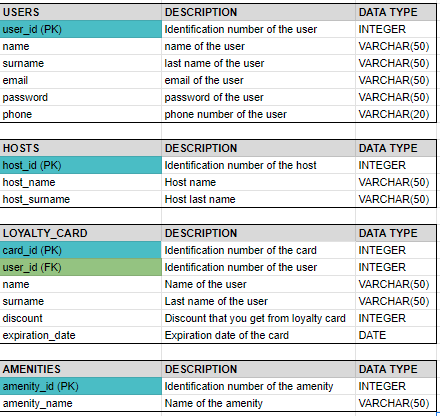 USERS DESCRIPTION DATA TYPE
user_id (PK) Identification number of the user INTEGER
name name of the user VARCHAR(50)
surname last name of the user VARCHAR(50)
email email of the user VARCHAR(50)
password password of the user VARCHAR(50)
phone phone number of the user VARCHAR(20)
HOSTS DESCRIPTION DATA TYPE
host_id (PK) Identification number of the host INTEGER
host_name Host name VARCHAR(50)
host_surname Host last name VARCHAR(50)
LOYALTY_CARD DESCRIPTION DATA TYPE
card_id (PK) Identification number of the card INTEGER
user_id (FK) Identification number of the user INTEGER
name Name of the user VARCHAR(50)
surname Last name of the user VARCHAR(50)
discount Discount that you get from loyalty card INTEGER
expiration_date Expiration date of the card DATE
AMENITIES DESCRIPTION DATA TYPE
amenity_id (PK) Identification number of the amenity INTEGER
amenity_name Name of the amenity VARCHAR(50)